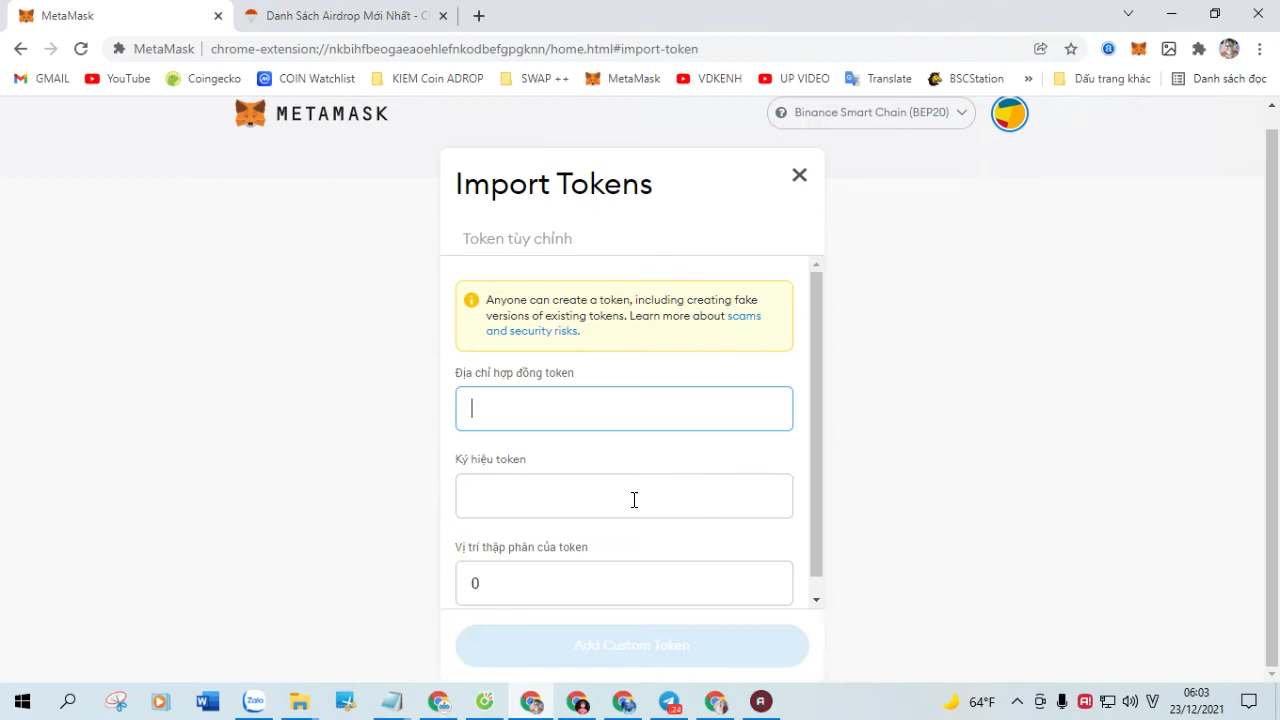 MetaMask
Danh Sách Airdrop Mới Nhất - C
MetaMask
chrome-extension://nkbihfbeogaeaoehlefnkodbefgpgknn/home.html#import-token
GMAIL
YouTube
Coingecko
COIN Watchlist
KIEM Coin ADROP
SWAP ++
MetaMask
VDKENH
UP VIDEO
Translate
BSCStation
»
Dấu trang khác
Danh sách đọc
METAMASK
Binance Smart Chain (BEP20)
Import Tokens
Token tùy chỉnh
Anyone can create a token, including creating fake
versions of existing tokens. Learn more about scams
and security risks.
Địa chỉ hợp đồng token
Ký hiệu token
Vị trí thập phân của token
0
Add Custom Token
Zalo
24
64°F
06:03
23/12/2021